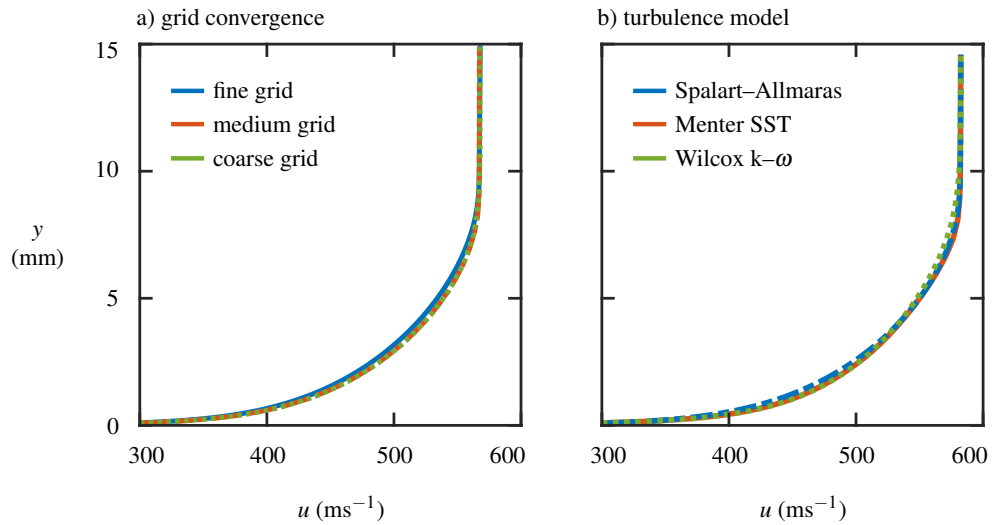 a) grid convergence
15
10
5
0
y
(mm)
fine grid
medium grid
coarse grid
300 400 500 600
u (ms⁻¹)
b) turbulence model
Spalart–Allmaras
Menter SST
Wilcox k–ω
300 400 500 600
u (ms⁻¹)